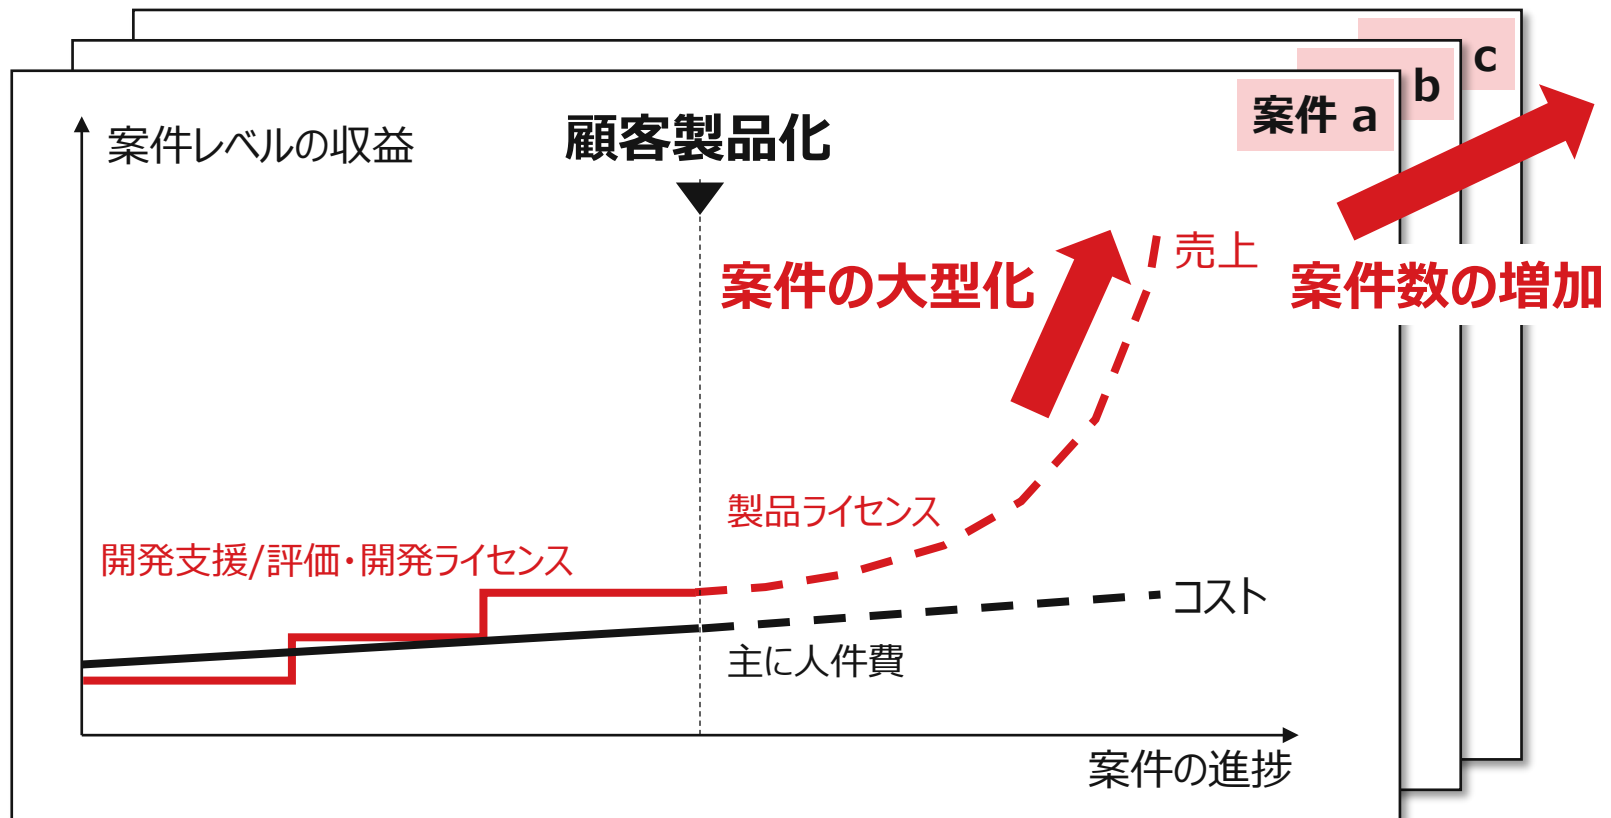 c
b
案件 a
案件レベルの収益
顧客製品化
売上
案件の大型化
案件数の増加
製品ライセンス
開発支援/評価・開発ライセンス
コスト
主に人件費
案件の進捗